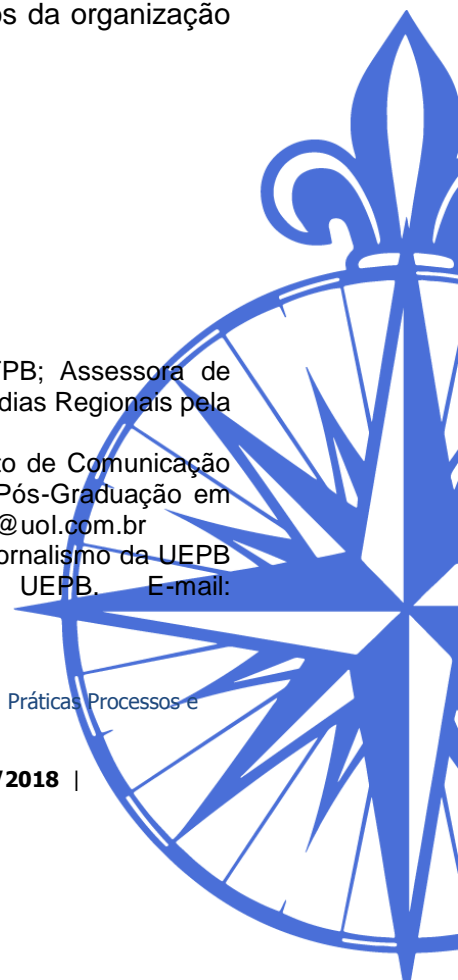 os da organização
TPB; Assessora de
dias Regionais pela
to de Comunicação
Pós-Graduação em
@uol.com.br
ornalismo da UEPB
UEPB. E-mail:
Práticas Processos e
/2018 |